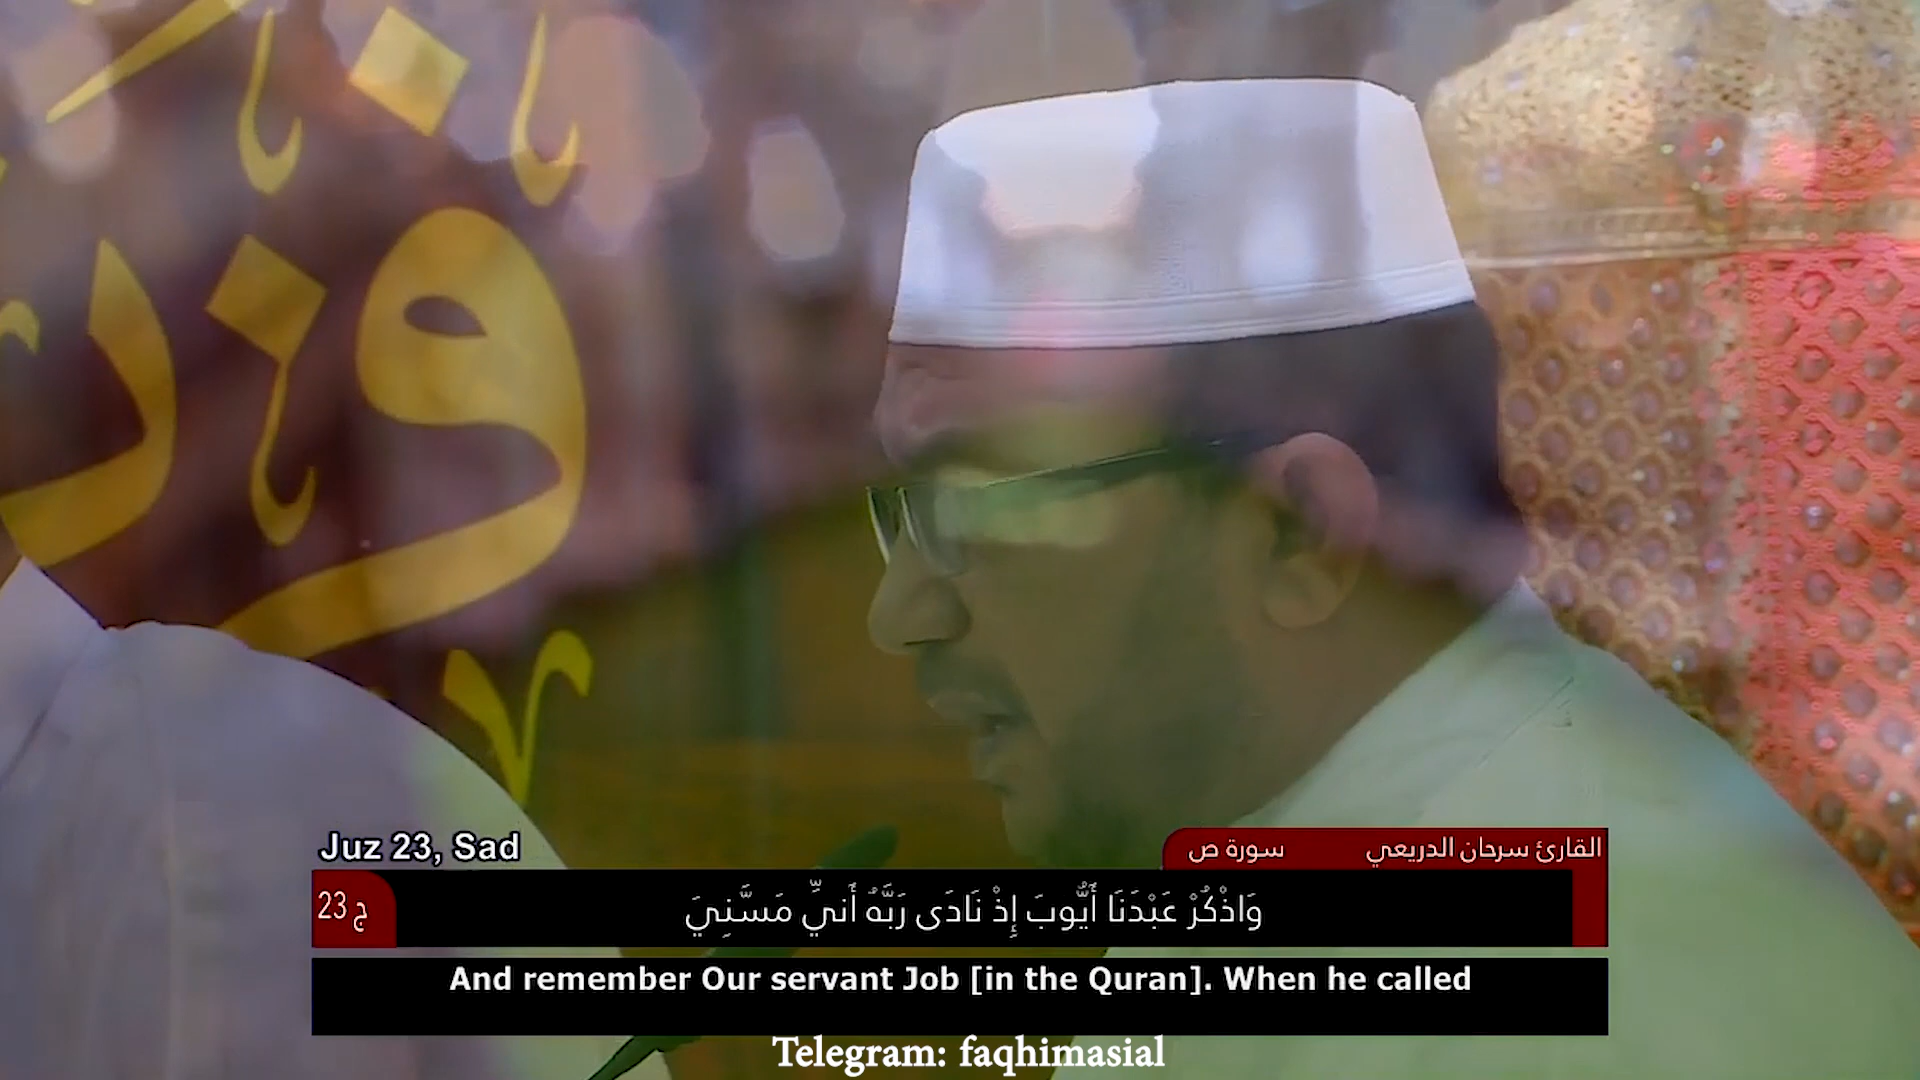 Juz 23, Sad
القارئ سرحان الدريعي
سورة ص
ج 23
وَاذْكُرْ عَبْدَنَا أَيُّوبَ إِذْ نَادَى رَبَّهُ أَنِّي مَسَّنِيَ
And remember Our servant Job [in the Quran]. When he called
Telegram: faqhimasial